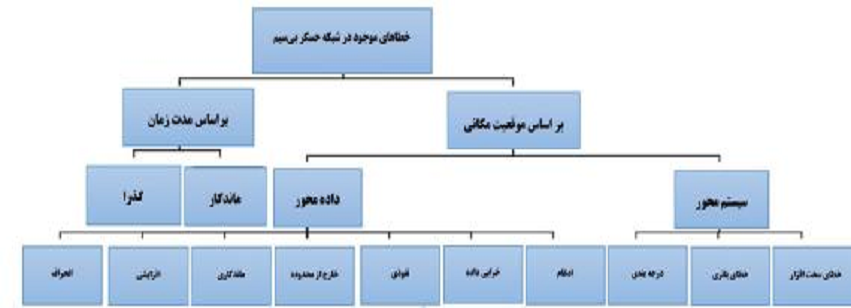 خطاهای موجود در شبکه حسگر بی‌سیم
بر اساس موقعیت مکانی
بر اساس مدت زمان
سیستم محور
داده محور
ماندگار
گذرا
خطای سخت افزار
خطای باتری
درجه بندی
ادغام
خرابی داده
نفوذی
خارج از محدوده
ماندگاری
افزایشی
انحراف